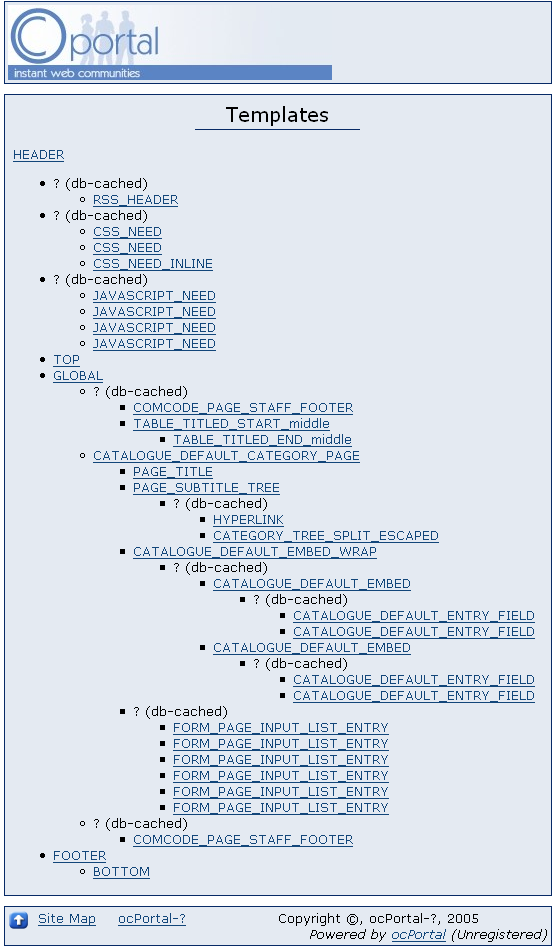 ocPortal
instant web communities
Templates
HEADER
? (db-cached)
RSS_HEADER
? (db-cached)
CSS_NEED
CSS_NEED
CSS_NEED_INLINE
? (db-cached)
JAVASCRIPT_NEED
JAVASCRIPT_NEED
JAVASCRIPT_NEED
JAVASCRIPT_NEED
TOP
GLOBAL
? (db-cached)
COMCODE_PAGE_STAFF_FOOTER
TABLE_TITLED_START_middle
TABLE_TITLED_END_middle
CATALOGUE_DEFAULT_CATEGORY_PAGE
PAGE_TITLE
PAGE_SUBTITLE_TREE
? (db-cached)
HYPERLINK
CATEGORY_TREE_SPLIT_ESCAPED
CATALOGUE_DEFAULT_EMBED_WRAP
? (db-cached)
CATALOGUE_DEFAULT_EMBED
? (db-cached)
CATALOGUE_DEFAULT_ENTRY_FIELD
CATALOGUE_DEFAULT_ENTRY_FIELD
CATALOGUE_DEFAULT_EMBED
? (db-cached)
CATALOGUE_DEFAULT_ENTRY_FIELD
CATALOGUE_DEFAULT_ENTRY_FIELD
? (db-cached)
FORM_PAGE_INPUT_LIST_ENTRY
FORM_PAGE_INPUT_LIST_ENTRY
FORM_PAGE_INPUT_LIST_ENTRY
FORM_PAGE_INPUT_LIST_ENTRY
FORM_PAGE_INPUT_LIST_ENTRY
FORM_PAGE_INPUT_LIST_ENTRY
? (db-cached)
COMCODE_PAGE_STAFF_FOOTER
FOOTER
BOTTOM
Site Map ocPortal-? Copyright ©, ocPortal-?, 2005
Powered by ocPortal (Unregistered)